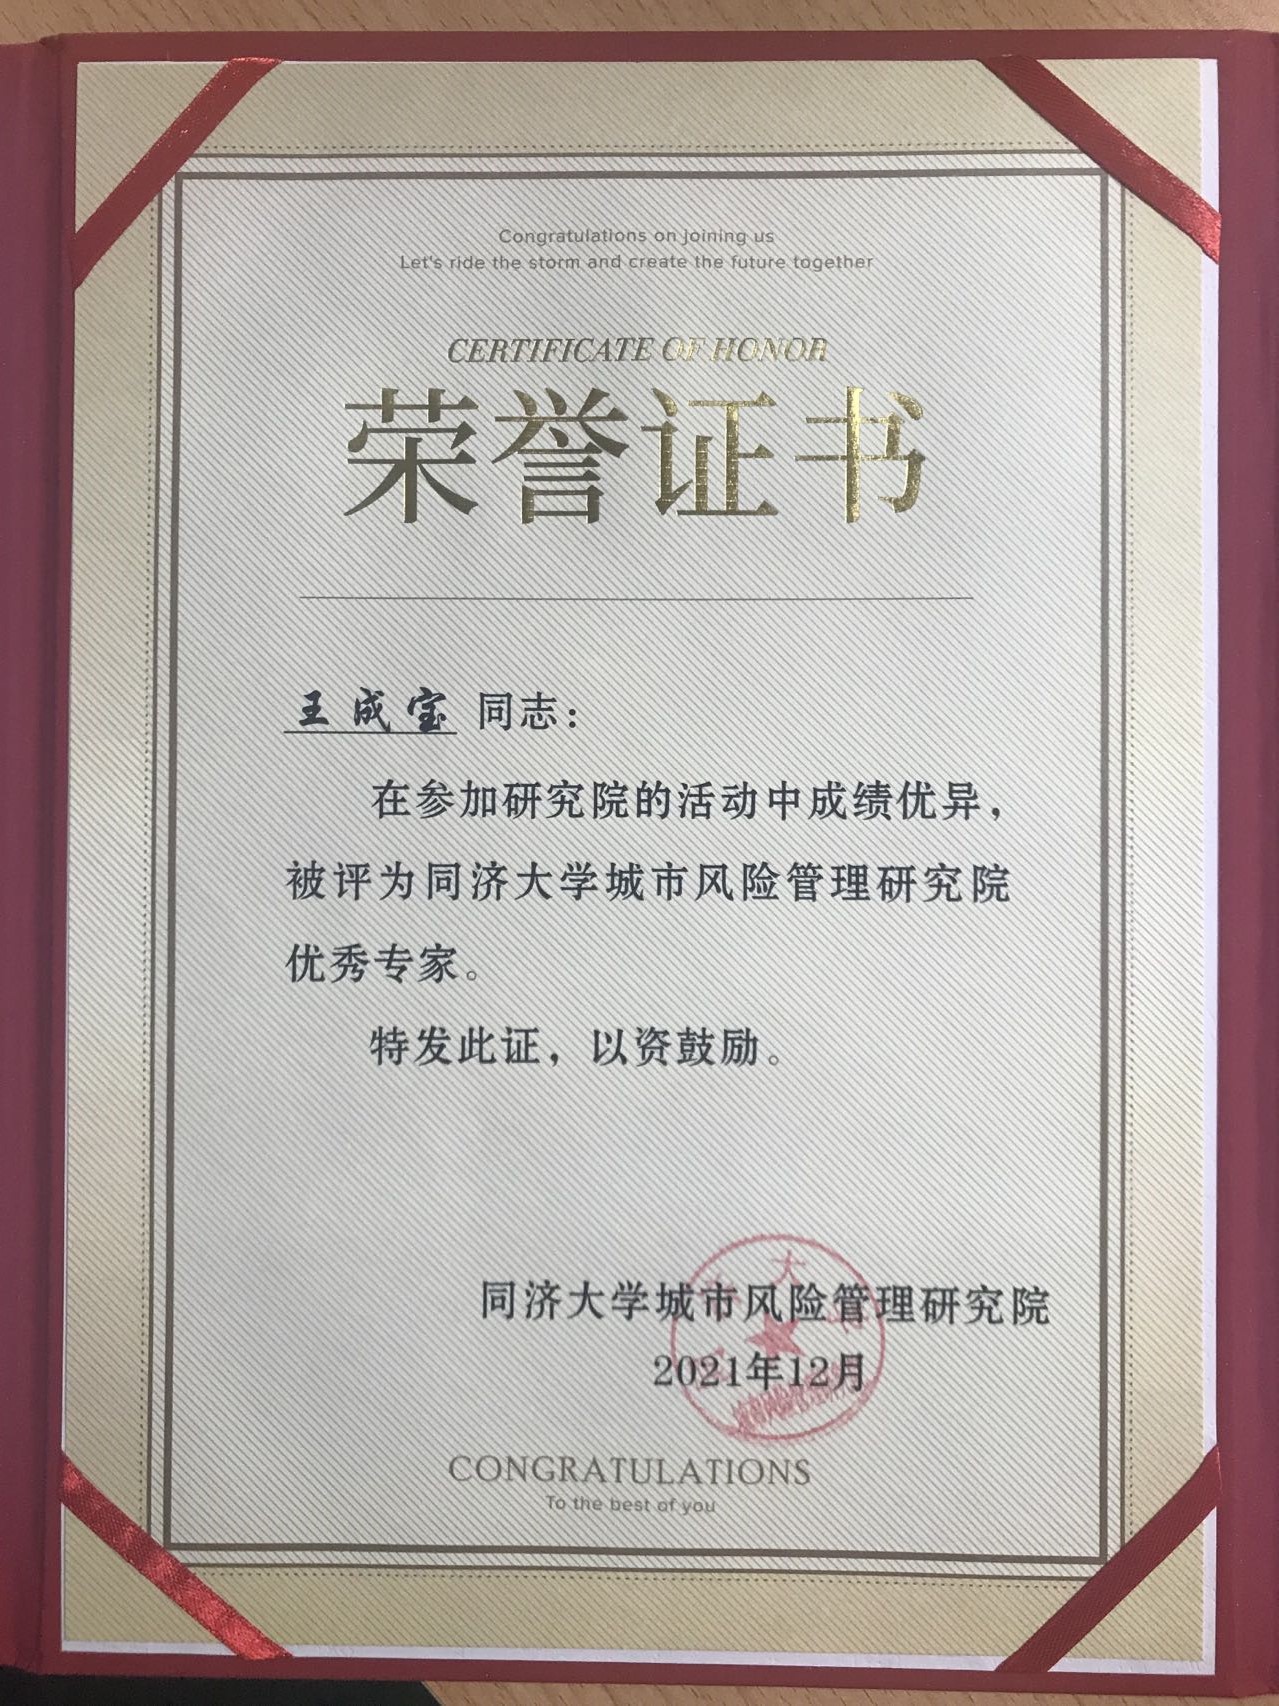 Congratulations on joining us
Let's ride the storm and create the future together
CERTIFICATE OF HONOR
荣誉证书
王成宝 同志：
在参加研究院的活动中成绩优异，
被评为同济大学城市风险管理研究院
优秀专家。
特发此证，以资鼓励。
同济大学城市风险管理研究院
2021年12月
CONGRATULATIONS
To the best of you